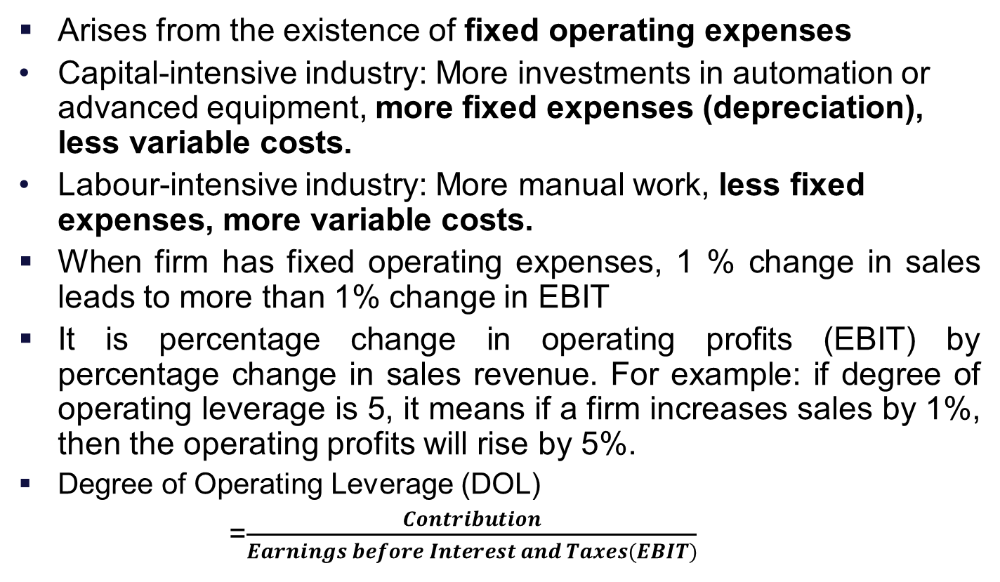 ▪ Arises from the existence of fixed operating expenses
• Capital-intensive industry: More investments in automation or
advanced equipment, more fixed expenses (depreciation),
less variable costs.
• Labour-intensive industry: More manual work, less fixed
expenses, more variable costs.
▪ When firm has fixed operating expenses, 1 % change in sales
leads to more than 1% change in EBIT
▪ It is percentage change in operating profits (EBIT) by
percentage change in sales revenue. For example: if degree of
operating leverage is 5, it means if a firm increases sales by 1%,
then the operating profits will rise by 5%.
▪ Degree of Operating Leverage (DOL)
Contribution
=
Earnings before Interest and Taxes(EBIT)